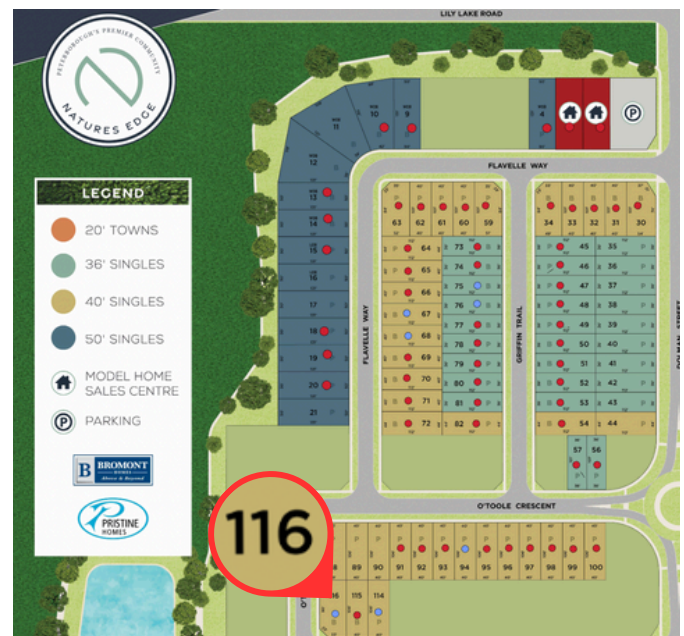 LILY LAKE ROAD
PETERBOROUGH'S PREMIER COMMUNITY
NATURES EDGE
LEGEND
20' TOWNS
36' SINGLES
40' SINGLES
50' SINGLES
MODEL HOME
SALES CENTRE
P PARKING
B BROMONT
HOMES
Above & Beyond
PRISTINE
HOMES
10 9 4 P
11
12
13
14
15
16
17
18
19
20
21
FLAVELLE WAY
63 62 61 60 59
34 33 32 31 30
64 73 45 35
65 74 46 36
66 75 47 37
67 76 48 38
68 77 49 39
69 78 50 40
70 79 51 41
71 80 52 42
72 81 53 43
82 54 44
57 56
FLAVELLE WAY
GRIFFIN TRAIL
DOLMAN STREET
O'TOOLE CRESCENT
116
89 90 91 92 93 94 95 96 97 98 99 100
115 114